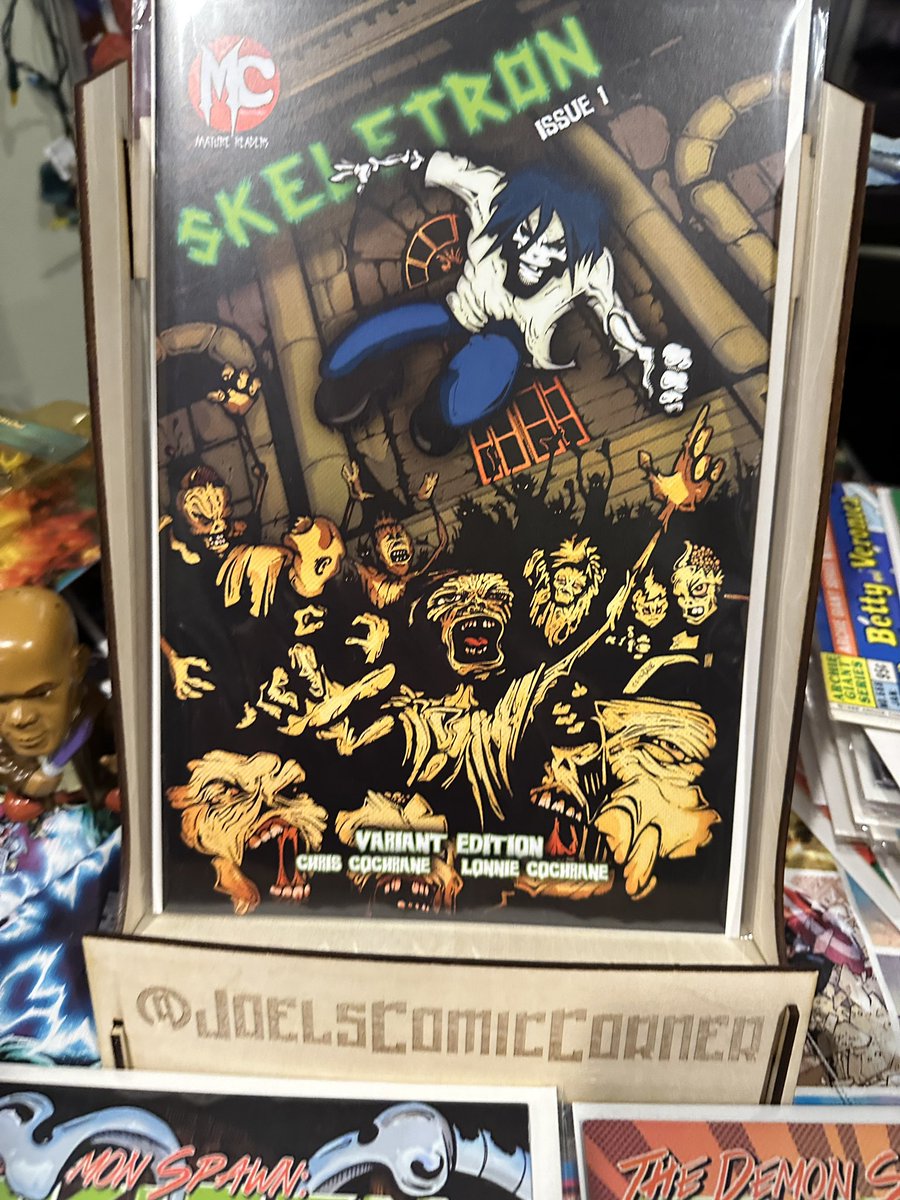 MC
MATURE READERS
SKELETRON
ISSUE 1
VARIANT EDITION
CHRIS COCHRANE LONNIE COCHRANE
@JOELSCOMICCORNER
Betty and Veronica
ARCHIE
GIANT
SERIES
MON SPAWN:
THE DEMON S